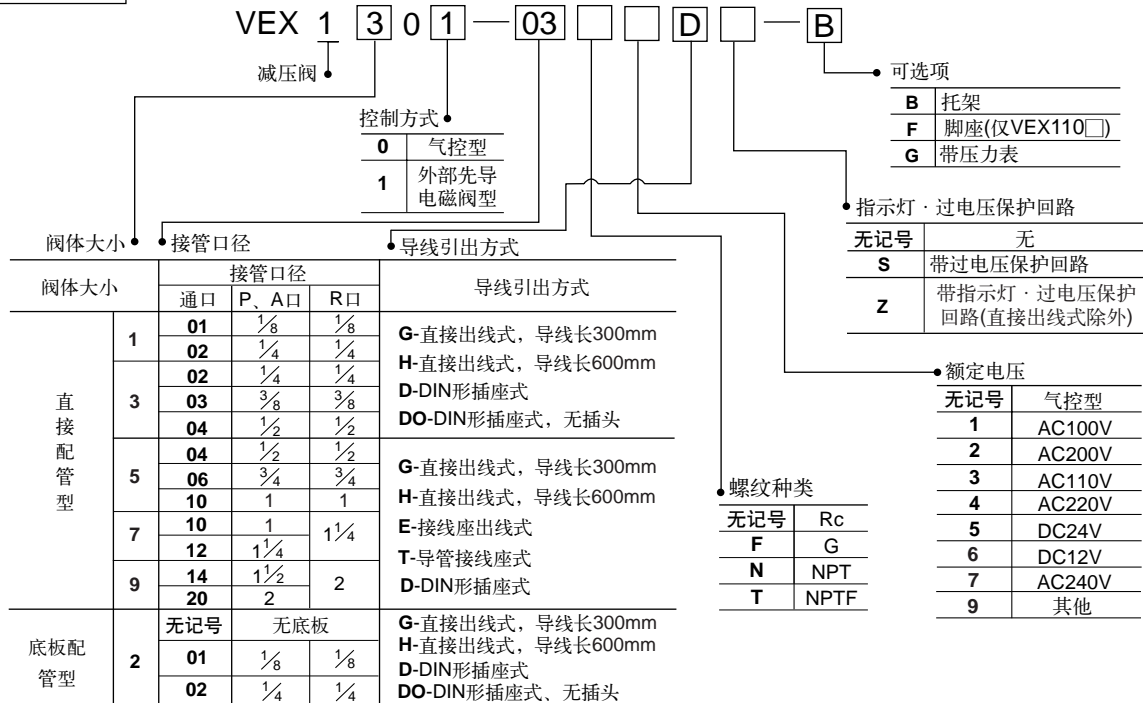 VEX 1 3 0 1 — 03 □ □ D □ — B
减压阀
可选项
B 托架
F 脚座(仅VEX110□)
G 带压力表
控制方式
0 气控型
1 外部先导
电磁阀型
指示灯·过电压保护回路
无记号 无
S 带过电压保护回路
Z 带指示灯·过电压保护
回路(直接出线式除外)
阀体大小 接管口径 导线引出方式
阀体大小 接管口径 导线引出方式
通口 P、A口 R口
直接配管型
1 01 1/8 1/8
02 1/4 1/4
3 02 1/4 1/4
03 3/8 3/8
04 1/2 1/2
G-直接出线式，导线长300mm
H-直接出线式，导线长600mm
D-DIN形插座式
DO-DIN形插座式，无插头
5 04 1/2 1/2
06 3/4 3/4
10 1 1
7 10 1 1 1/4
12 1 1/4
9 14 1 1/2 2
20 2
G-直接出线式，导线长300mm
H-直接出线式，导线长600mm
E-接线座出线式
T-导管接线座式
D-DIN形插座式
底板配
管型
2 无记号 无底板
01 1/8 1/8
02 1/4 1/4
G-直接出线式，导线长300mm
H-直接出线式，导线长600mm
D-DIN形插座式
DO-DIN形插座式、无插头
螺纹种类
无记号 Rc
F G
N NPT
T NPTF
额定电压
无记号 气控型
1 AC100V
2 AC200V
3 AC110V
4 AC220V
5 DC24V
6 DC12V
7 AC240V
9 其他